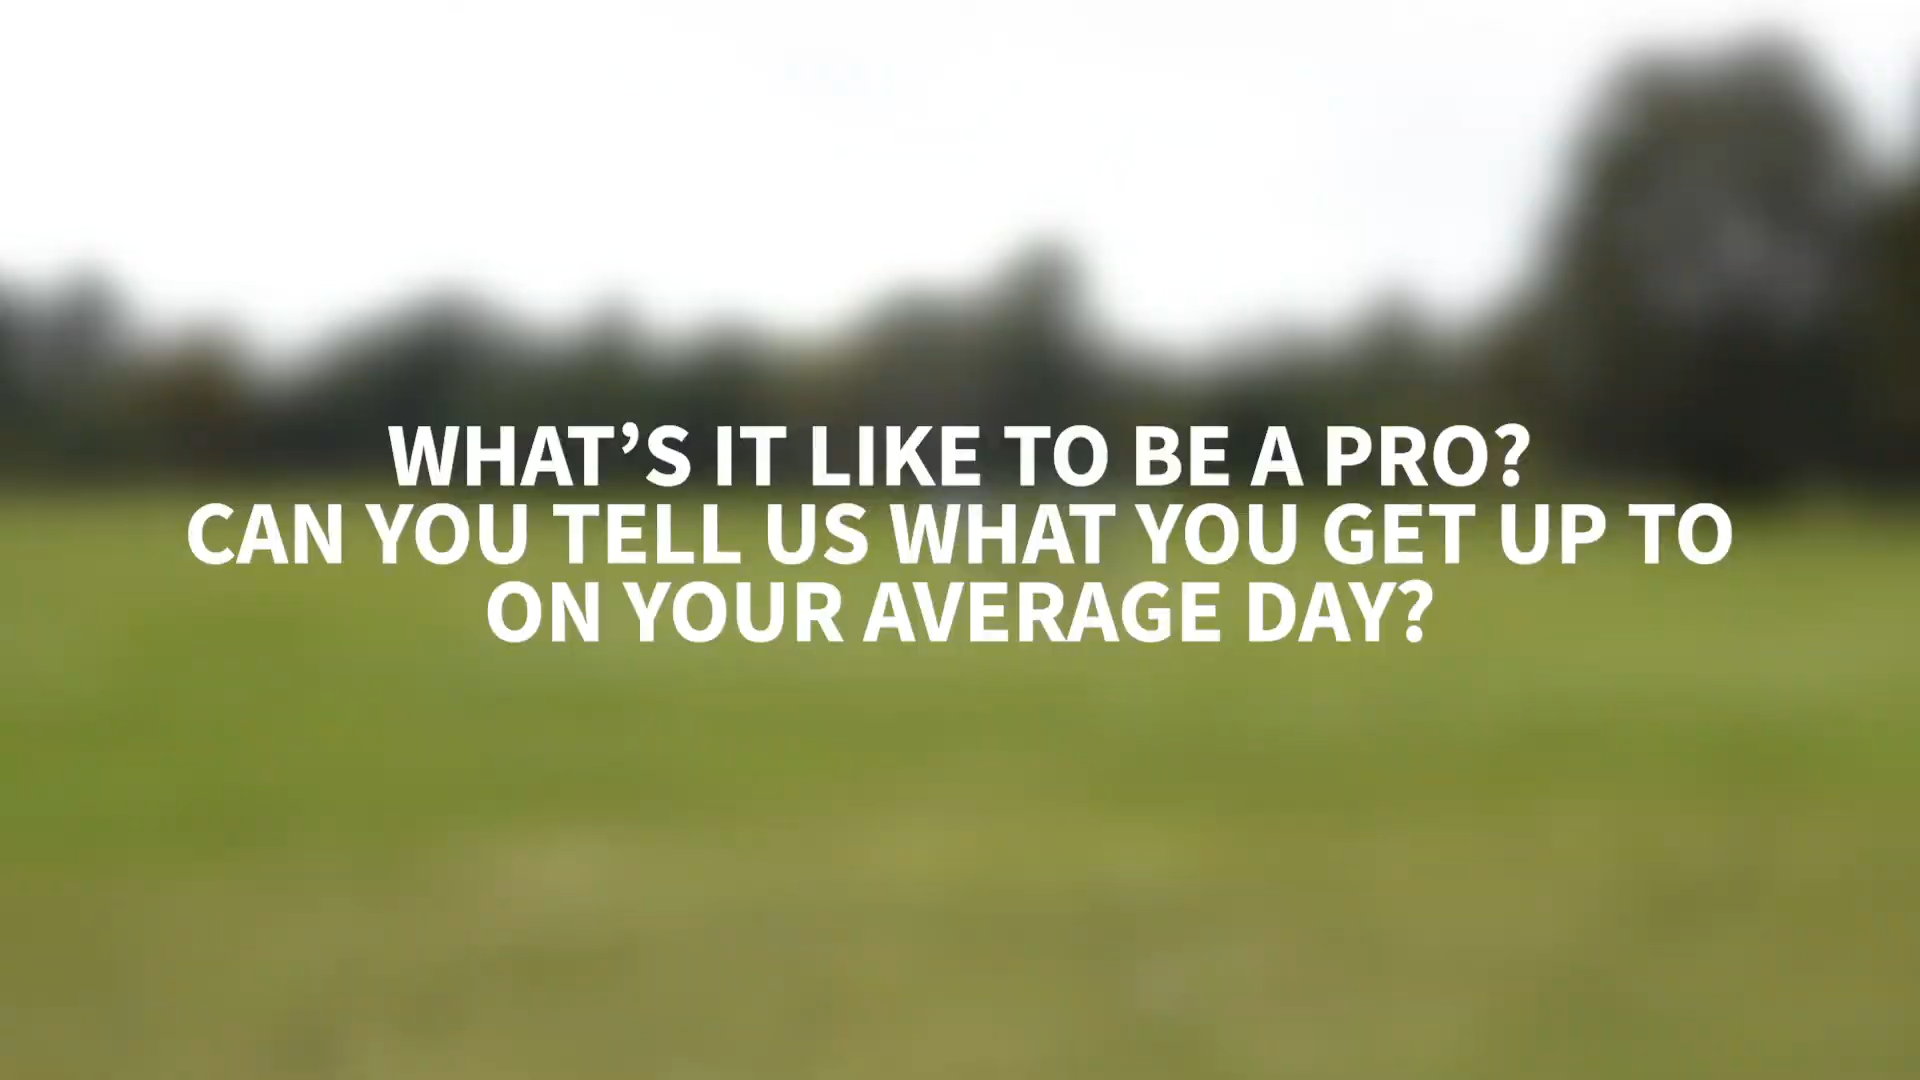 WHAT’S IT LIKE TO BE A PRO?
CAN YOU TELL US WHAT YOU GET UP TO
ON YOUR AVERAGE DAY?